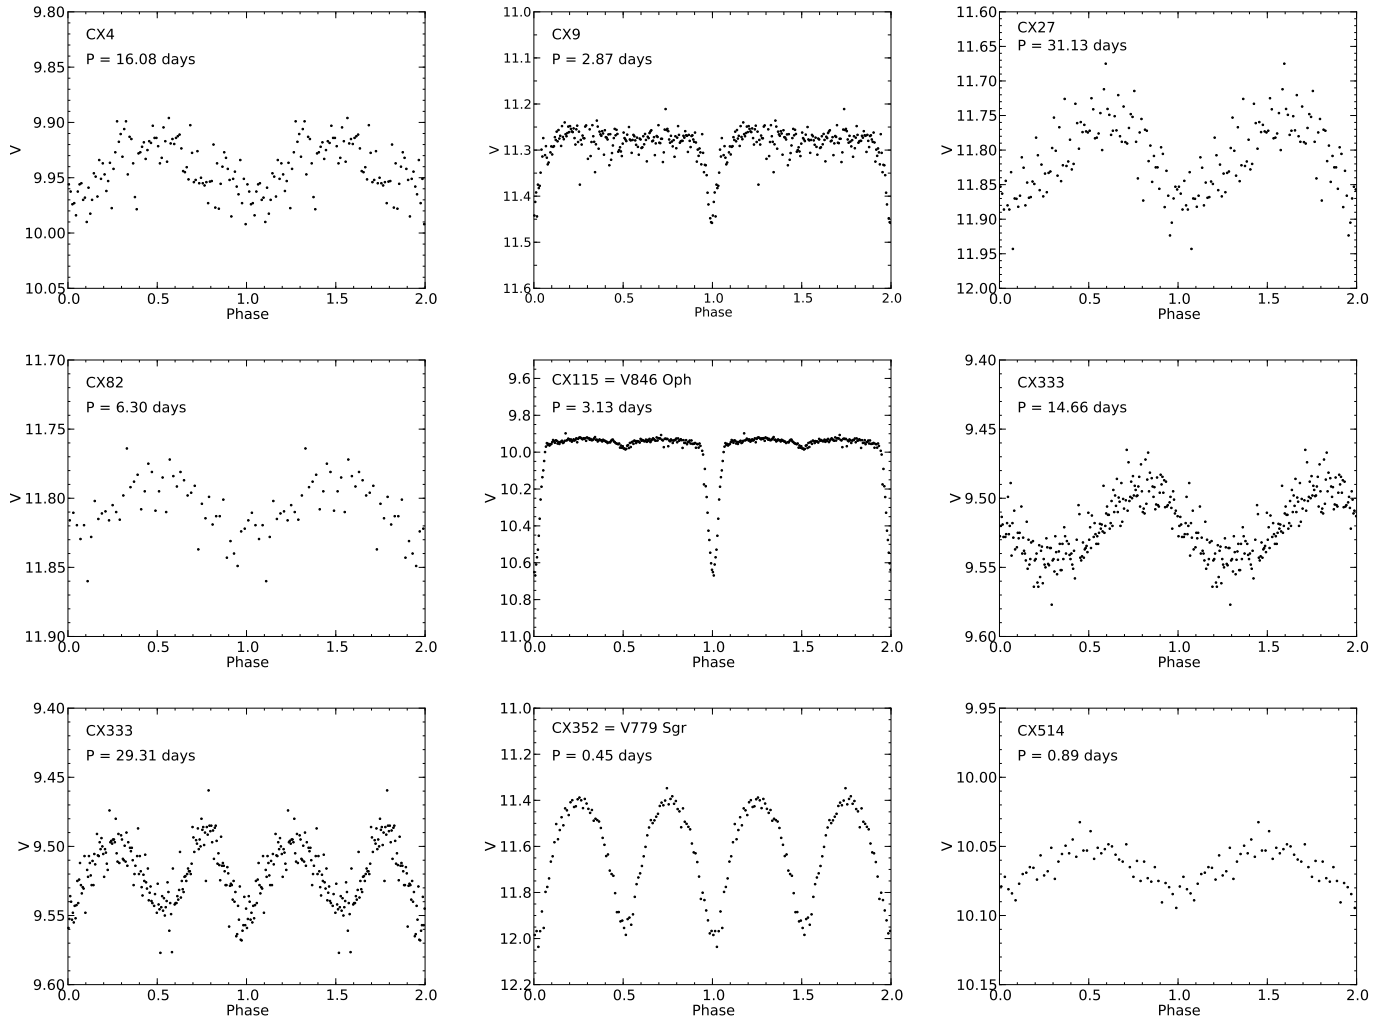 CX4
P = 16.08 days
9.80
9.85
9.90
9.95
10.00
10.05
V
0.0 0.5 1.0 1.5 2.0
Phase
CX9
P = 2.87 days
11.0
11.1
11.2
11.3
11.4
11.5
11.6
V
0.0 0.5 1.0 1.5 2.0
Phase
CX27
P = 31.13 days
11.60
11.65
11.70
11.75
11.80
11.85
11.90
11.95
12.00
V
0.0 0.5 1.0 1.5 2.0
Phase
CX82
P = 6.30 days
11.70
11.75
11.80
11.85
11.90
V
0.0 0.5 1.0 1.5 2.0
Phase
CX115 = V846 Oph
P = 3.13 days
9.6
9.8
10.0
10.2
10.4
10.6
10.8
11.0
V
0.0 0.5 1.0 1.5 2.0
Phase
CX333
P = 14.66 days
9.40
9.45
9.50
9.55
9.60
V
0.0 0.5 1.0 1.5 2.0
Phase
CX333
P = 29.31 days
9.40
9.45
9.50
9.55
9.60
V
0.0 0.5 1.0 1.5 2.0
Phase
CX352 = V779 Sgr
P = 0.45 days
11.0
11.2
11.4
11.6
11.8
12.0
12.2
V
0.0 0.5 1.0 1.5 2.0
Phase
CX514
P = 0.89 days
9.95
10.00
10.05
10.10
10.15
V
0.0 0.5 1.0 1.5 2.0
Phase